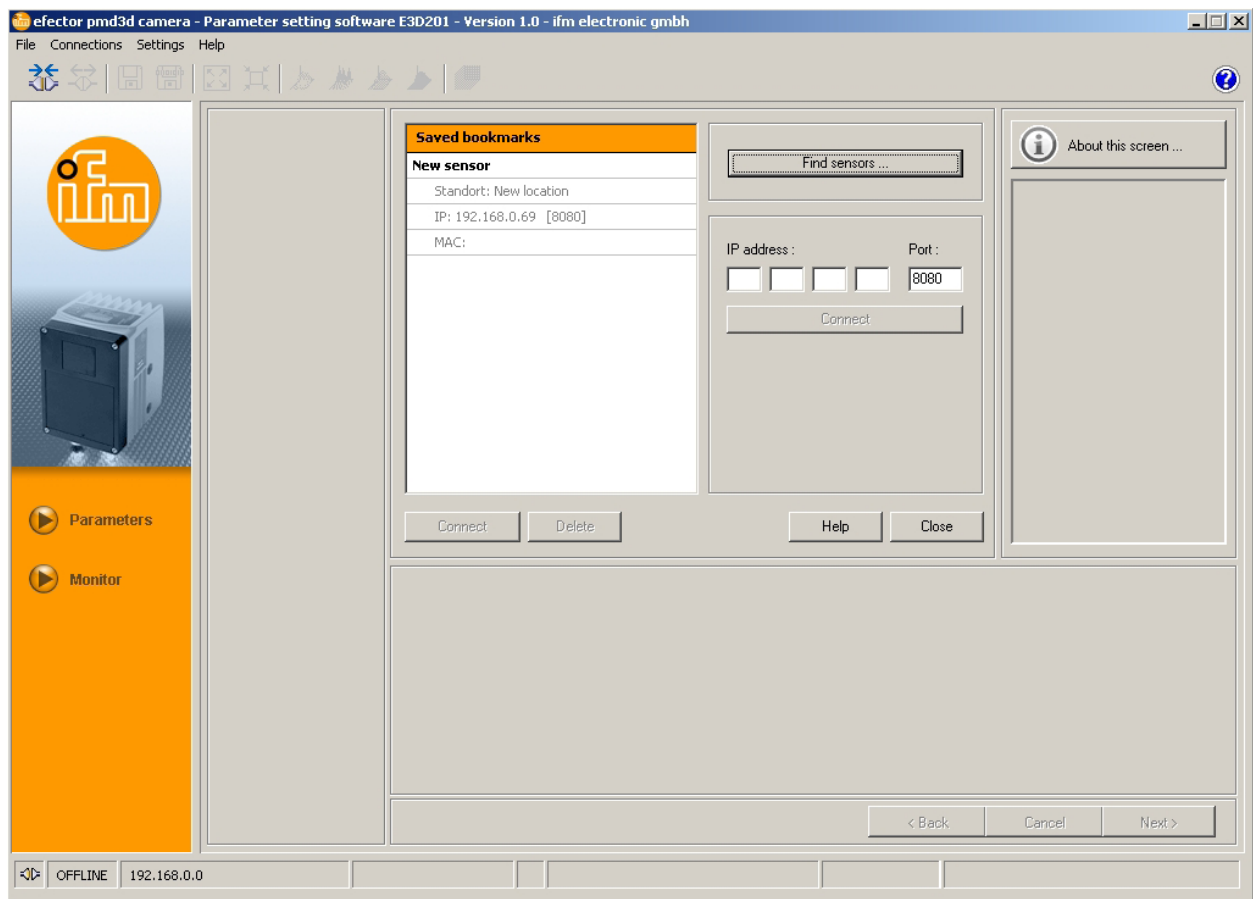 efector pmd3d camera - Parameter setting software E3D201 - Version 1.0 - ifm electronic gmbh
File Connections Settings Help
ifm
Parameters
Monitor
Saved bookmarks
New sensor
Standort: New location
IP: 192.168.0.69 [8080]
MAC:
Connect Delete
Find sensors ...
IP address : Port :
8080
Connect
Help Close
About this screen ...
< Back Cancel Next >
OFFLINE 192.168.0.0